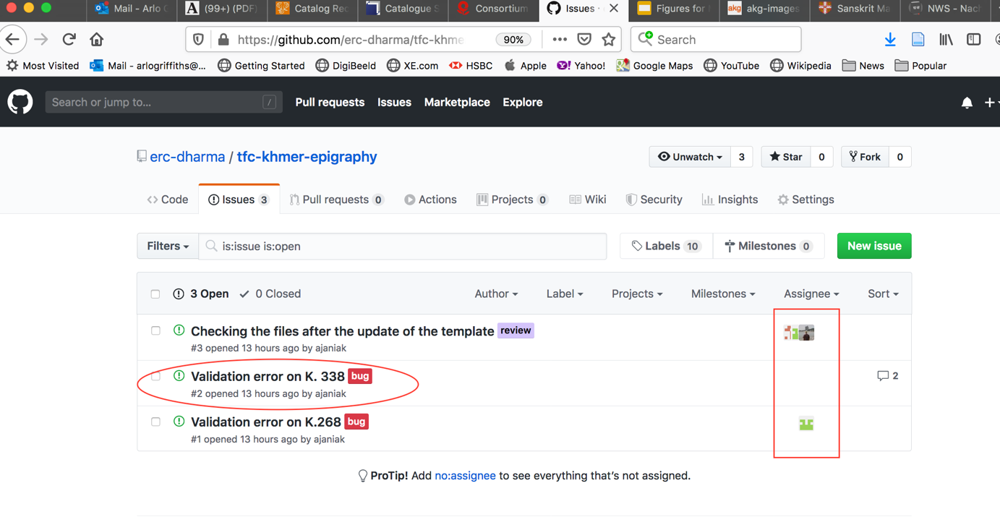 Mail - Arlo
(99+) (PDF
Catalog Rec
Catalogue S
Consortium
Issues ·
Figures for
akg akg-images
Sanskrit Ma
NWS - Nach
https://github.com/erc-dharma/tfc-khme
90%
Search
Most Visited
Mail - arlogriffiths@...
Getting Started
DigiBeeld
XE.com
HSBC
Apple
Yahoo!
Google Maps
YouTube
Wikipedia
News
Popular
Search or jump to...
/
Pull requests
Issues
Marketplace
Explore
erc-dharma / tfc-khmer-epigraphy
Unwatch 3
Star 0
Fork 0
Code
Issues 3
Pull requests 0
Actions
Projects 0
Wiki
Security
Insights
Settings
Filters
is:issue is:open
Labels 10
Milestones 0
New issue
3 Open
0 Closed
Author
Label
Projects
Milestones
Assignee
Sort
Checking the files after the update of the template review
#3 opened 13 hours ago by ajaniak
Validation error on K. 338 bug
2
#2 opened 13 hours ago by ajaniak
Validation error on K.268 bug
#1 opened 13 hours ago by ajaniak
ProTip! Add no:assignee to see everything that's not assigned.